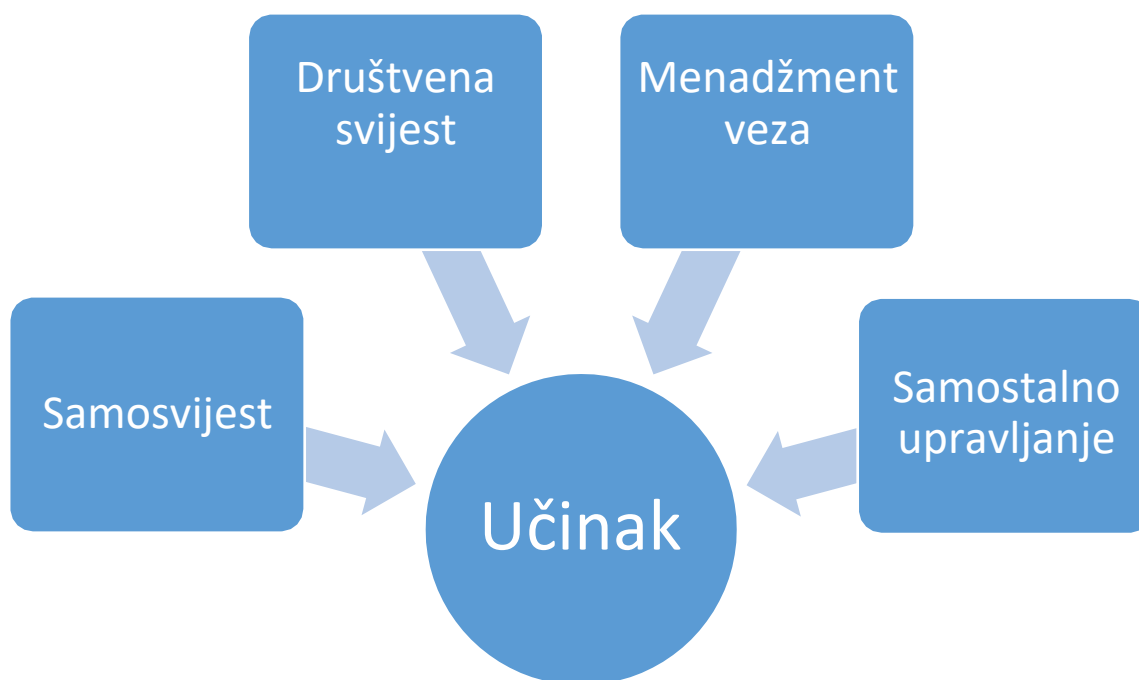 Društvena
svijest
Menadžment
veza
Samosvijest
Samostalno
upravljanje
Učinak